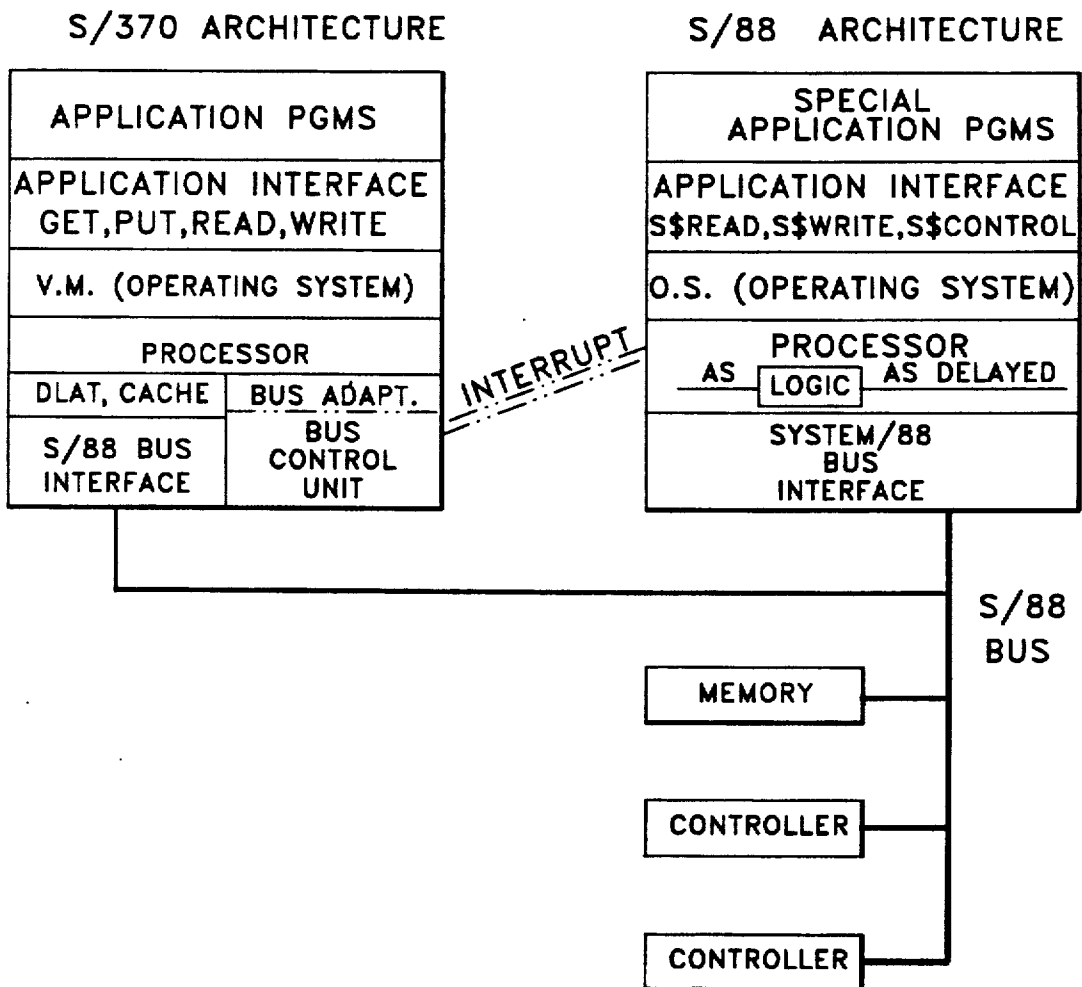 S/370 ARCHITECTURE
APPLICATION PGMS
APPLICATION INTERFACE
GET,PUT,READ,WRITE
V.M. (OPERATING SYSTEM)
PROCESSOR
DLAT, CACHE
BUS ADAPT.
S/88 BUS
INTERFACE
BUS
CONTROL
UNIT
INTERRUPT
S/88 ARCHITECTURE
SPECIAL
APPLICATION PGMS
APPLICATION INTERFACE
S$READ,S$WRITE,S$CONTROL
O.S. (OPERATING SYSTEM)
PROCESSOR
AS LOGIC AS DELAYED
SYSTEM/88
BUS
INTERFACE
S/88
BUS
MEMORY
CONTROLLER
CONTROLLER